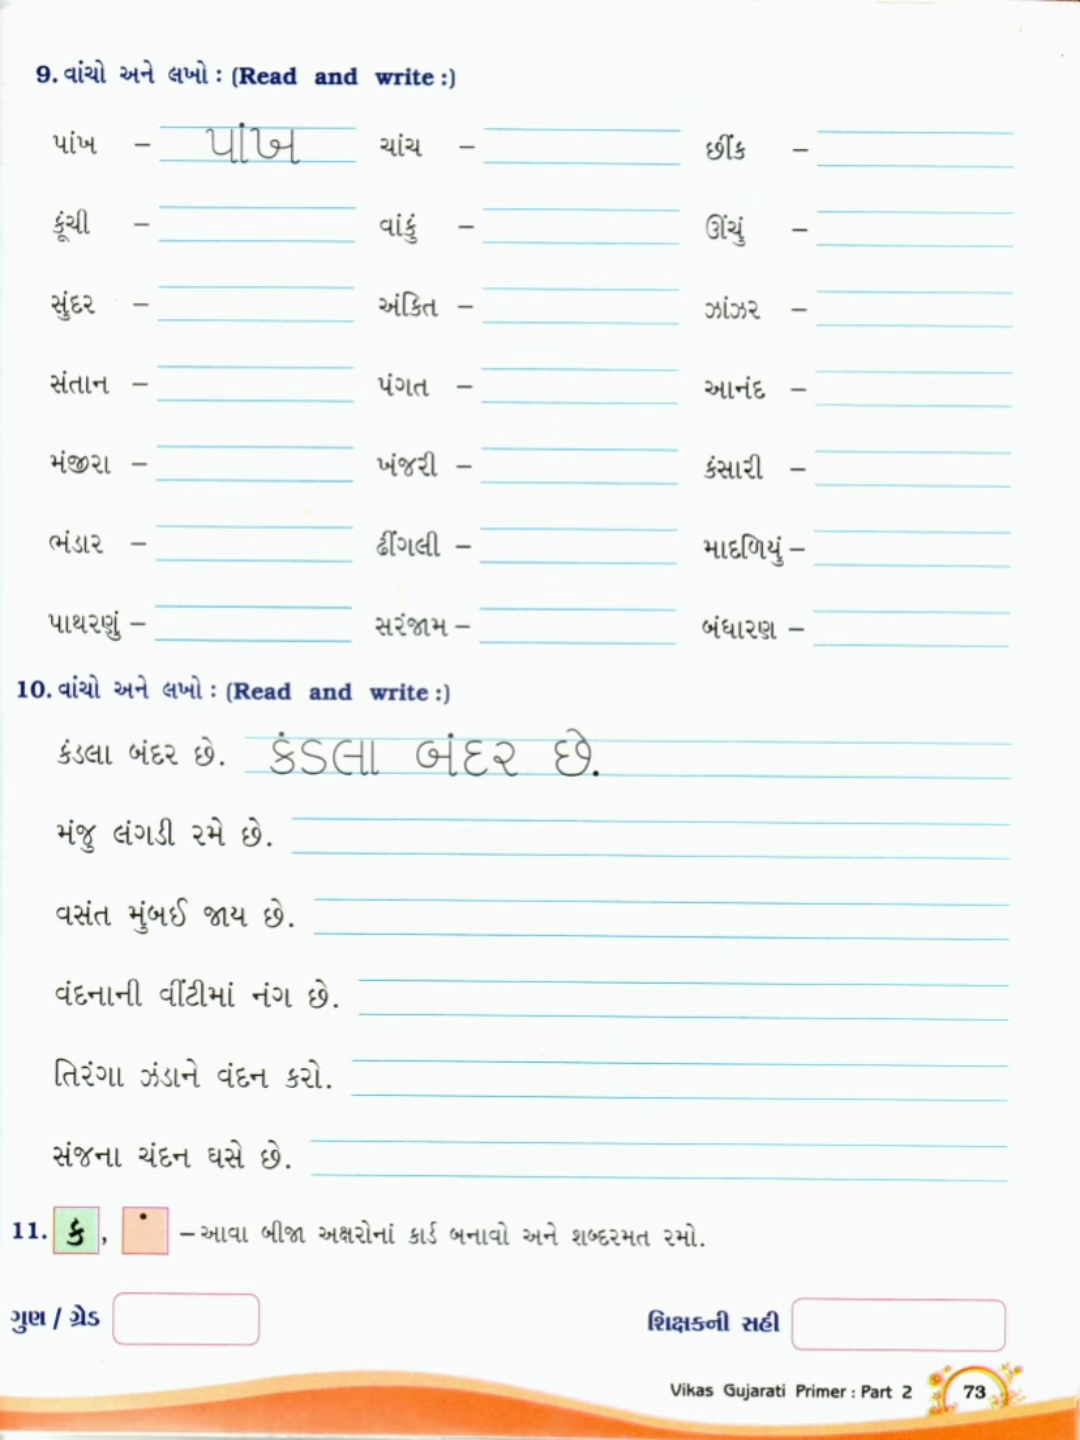 9. વાંચો અને લખો : (Read and write :)
પાંખ – પાંખ ચાંચ – છીંક –
કૂંચી – વાંકું – ઊંચું –
સુંદર – અંકિત – ઝાંઝર –
સંતાન – પંગત – આનંદ –
મંજીરા – ખંજરી – કંસારી –
ભંડાર – ઢીંગલી – માદળિયું –
પાથરણું – સરંજામ – બંધારણ –
10. વાંચો અને લખો : (Read and write :)
કંડલા બંદર છે. કંડલા બંદર છે.
મંજુ લંગડી રમે છે.
વસંત મુંબઈ જાય છે.
વંદનાની વીંટીમાં નંગ છે.
તિરંગા ઝંડાને વંદન કરો.
સંજના ચંદન ઘસે છે.
11. ક , ં – આવા બીજા અક્ષરોનાં કાર્ડ બનાવો અને શબ્દરમત રમો.
ગુણ / ગ્રેડ શિક્ષકની સહી
Vikas Gujarati Primer : Part 2 73